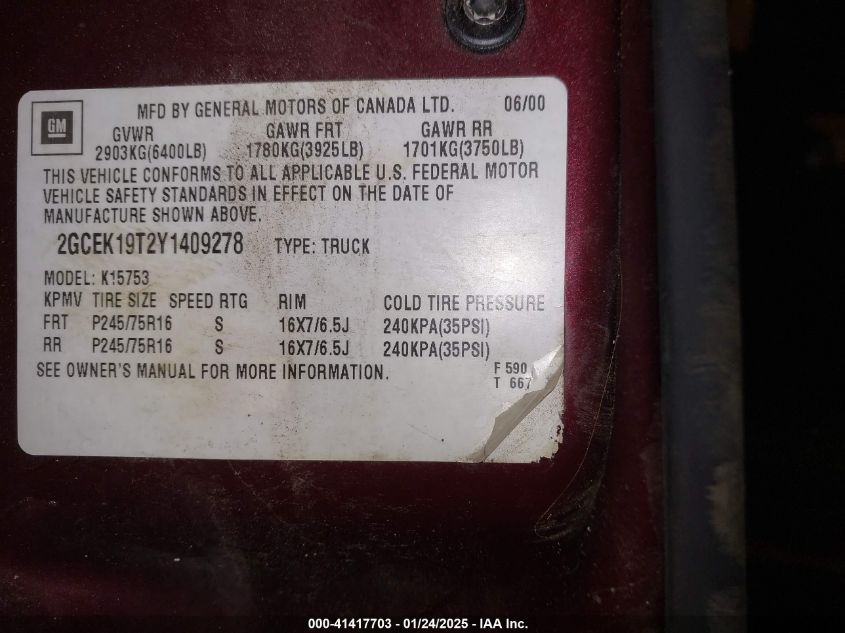 MFD BY GENERAL MOTORS OF CANADA LTD. 06/00
GM
GVWR GAWR FRT GAWR RR
2903KG(6400LB) 1780KG(3925LB) 1701KG(3750LB)
THIS VEHICLE CONFORMS TO ALL APPLICABLE U.S. FEDERAL MOTOR
VEHICLE SAFETY STANDARDS IN EFFECT ON THE DATE OF
MANUFACTURE SHOWN ABOVE.
2GCEK19T2Y1409278 TYPE: TRUCK
MODEL: K15753
KPMV TIRE SIZE SPEED RTG RIM COLD TIRE PRESSURE
FRT P245/75R16 S 16X7/6.5J 240KPA(35PSI)
RR P245/75R16 S 16X7/6.5J 240KPA(35PSI)
SEE OWNER'S MANUAL FOR MORE INFORMATION.
F 590
T 667
000-41417703 - 01/24/2025 - IAA Inc.